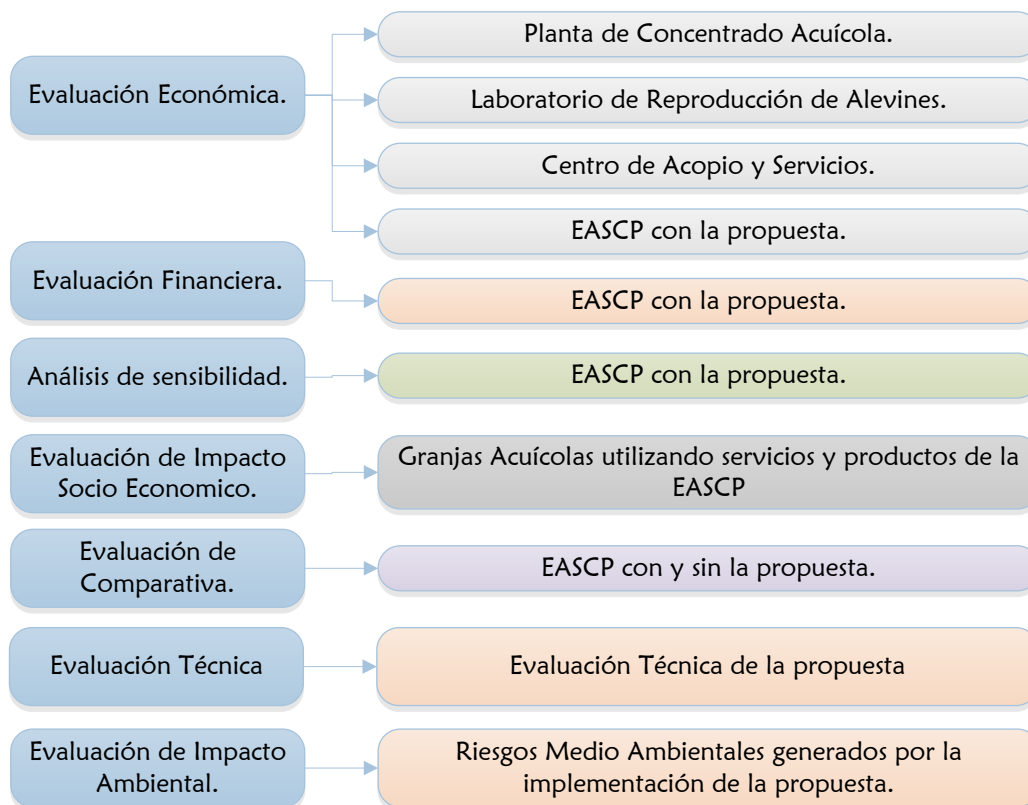 Evaluación Económica.
Planta de Concentrado Acuícola.
Laboratorio de Reproducción de Alevines.
Centro de Acopio y Servicios.
EASCP con la propuesta.
Evaluación Financiera.
EASCP con la propuesta.
Análisis de sensibilidad.
EASCP con la propuesta.
Evaluación de Impacto
Socio Economico.
Granjas Acuícolas utilizando servicios y productos de la
EASCP
Evaluación de
Comparativa.
EASCP con y sin la propuesta.
Evaluación Técnica
Evaluación Técnica de la propuesta
Evaluación de Impacto
Ambiental.
Riesgos Medio Ambientales generados por la
implementación de la propuesta.